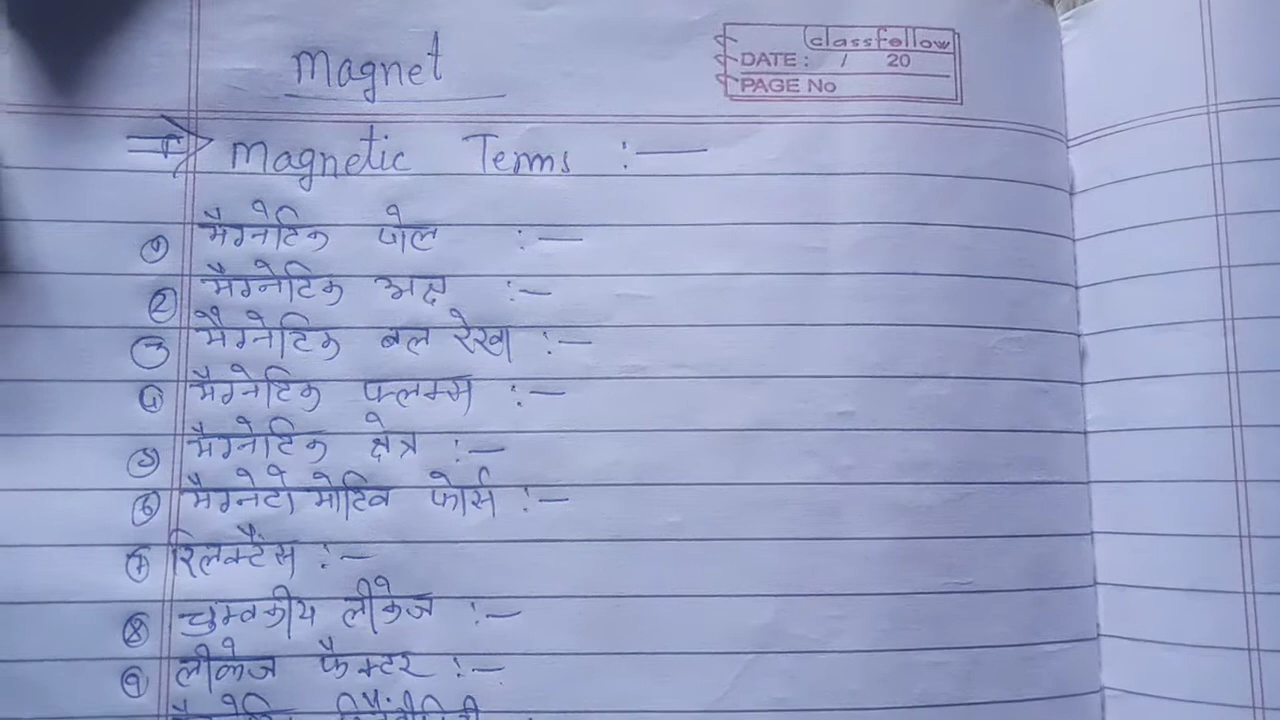 Magnet
classfellow
DATE : / 20
PAGE No
⇒ Magnetic Terms :—
① मैग्नेटिक पोल :—
② मैग्नेटिक अक्ष :—
③ मैग्नेटिक बल रेखा :—
④ मैग्नेटिक फ्लक्स :—
⑤ मैग्नेटिक क्षेत्र :—
⑥ मैग्नेटो मोटिव फोर्स :—
⑦ रिलक्टैंस :—
⑧ चुम्बकीय लीकेज :—
⑨ लीकेज फैक्टर :—
मैग्नेटिक